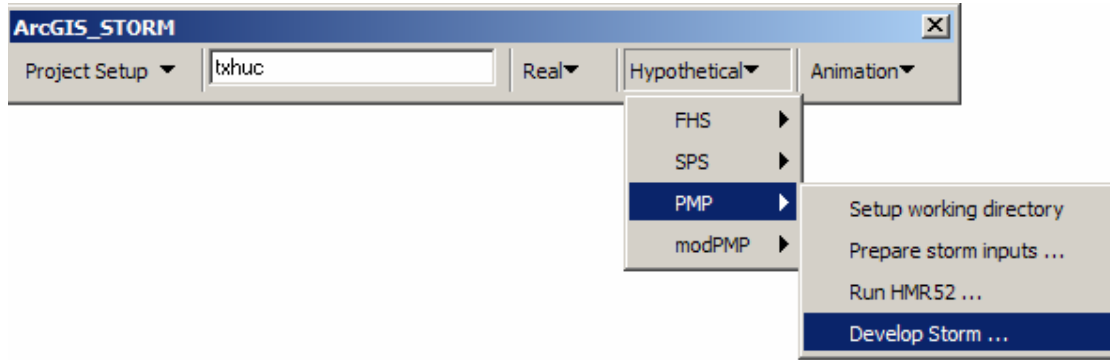 ArcGIS_STORM
Project Setup txhuc Real Hypothetical Animation
FHS
SPS
PMP
modPMP
Setup working directory
Prepare storm inputs ...
Run HMR52 ...
Develop Storm ...